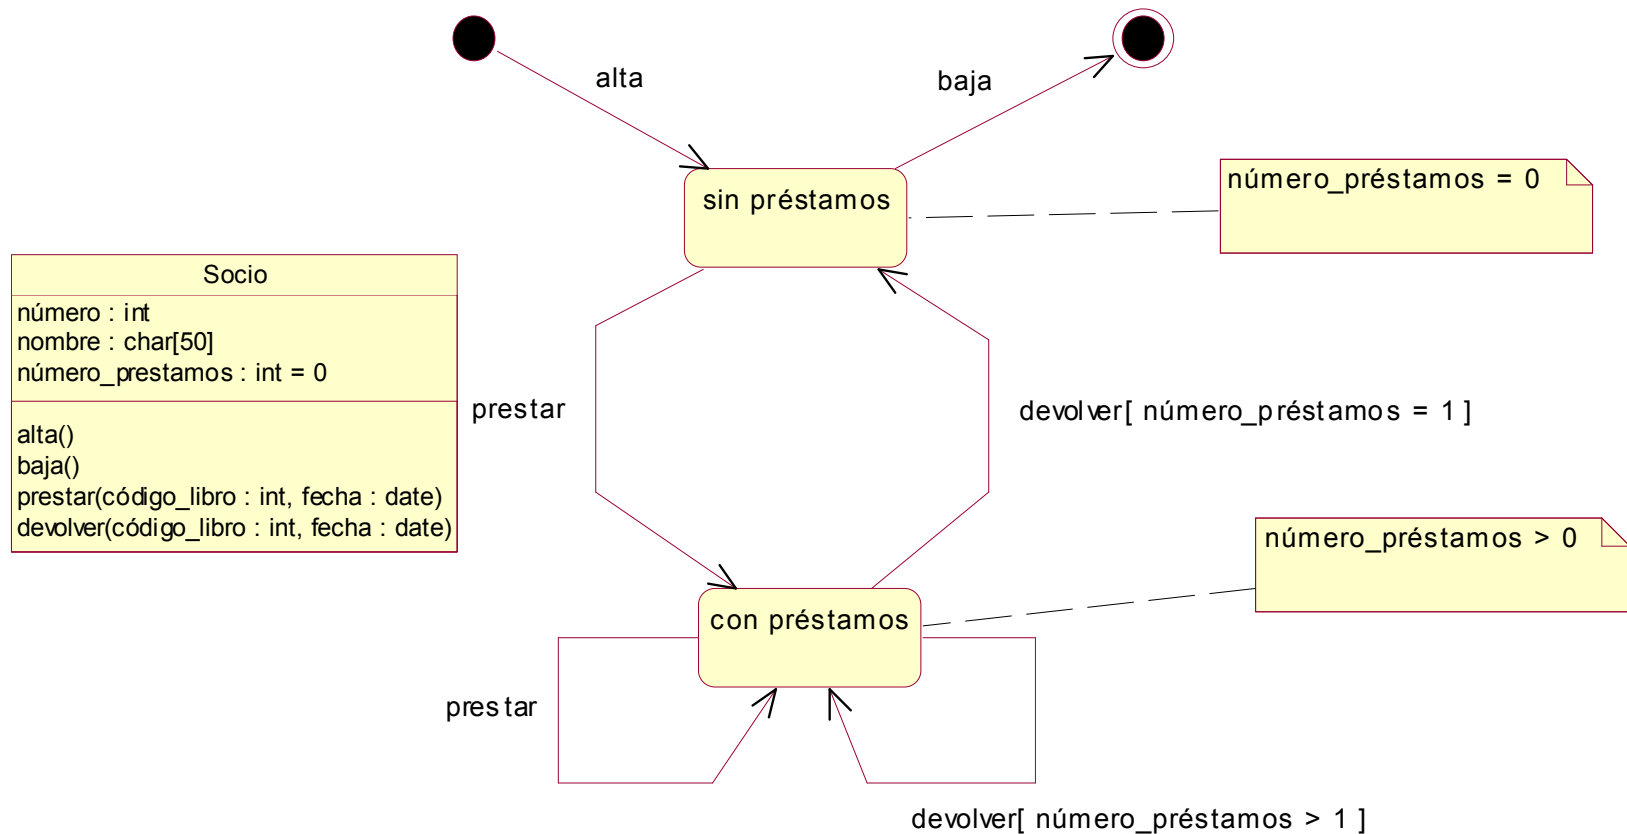 alta
baja
sin préstamos
número_préstamos = 0
Socio
número : int
nombre : char[50]
número_prestamos : int = 0
alta()
baja()
prestar(código_libro : int, fecha : date)
devolver(código_libro : int, fecha : date)
prestar
devolver[ número_préstamos = 1 ]
número_préstamos > 0
con préstamos
prestar
devolver[ número_préstamos > 1 ]